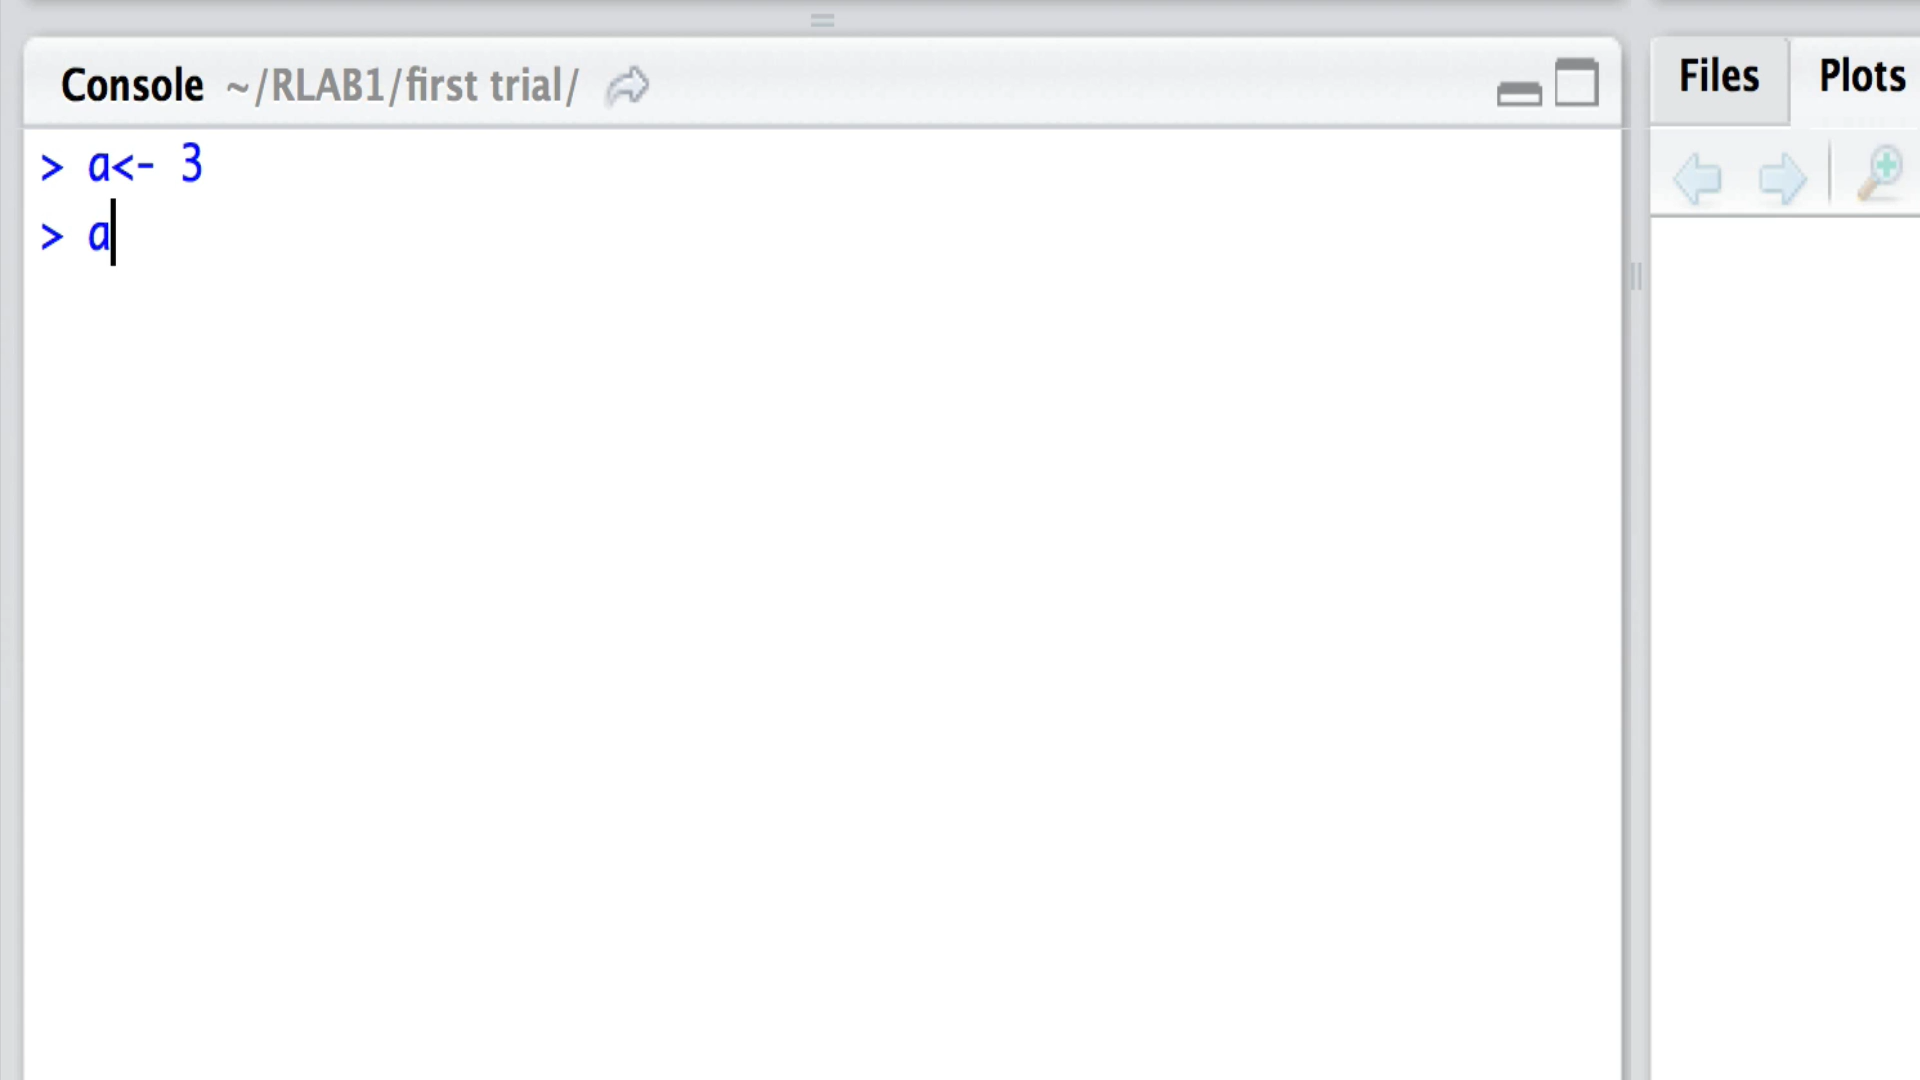 Console ~/RLAB1/first trial/
Files Plots
> a<- 3
> a